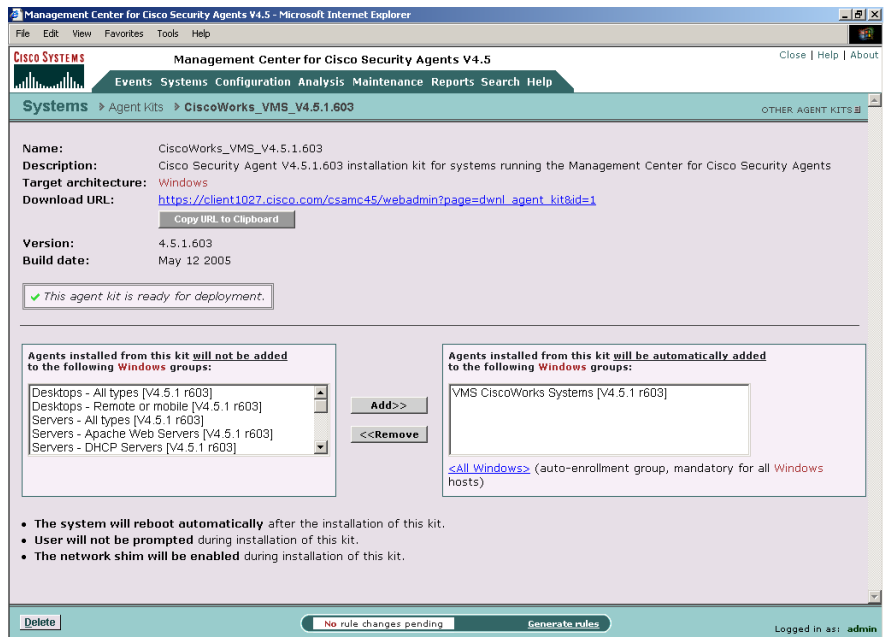 Management Center for Cisco Security Agents V4.5 - Microsoft Internet Explorer
File Edit View Favorites Tools Help
CISCO SYSTEMS
Management Center for Cisco Security Agents V4.5
Close | Help | About
Events Systems Configuration Analysis Maintenance Reports Search Help
Systems > Agent Kits > CiscoWorks_VMS_V4.5.1.603
OTHER AGENT KITS
Name: CiscoWorks_VMS_V4.5.1.603
Description: Cisco Security Agent V4.5.1.603 installation kit for systems running the Management Center for Cisco Security Agents
Target architecture: Windows
Download URL: https://client1027.cisco.com/csamc45/webadmin?page=dwnl_agent_kit&id=1
Copy URL to Clipboard
Version: 4.5.1.603
Build date: May 12 2005
This agent kit is ready for deployment.
Agents installed from this kit will not be added
to the following Windows groups:
Desktops - All types [V4.5.1 r603]
Desktops - Remote or mobile [V4.5.1 r603]
Servers - All types [V4.5.1 r603]
Servers - Apache Web Servers [V4.5.1 r603]
Servers - DHCP Servers [V4.5.1 r603]
Add>>
<<Remove
Agents installed from this kit will be automatically added
to the following Windows groups:
VMS CiscoWorks Systems [V4.5.1 r603]
<All Windows> (auto-enrollment group, mandatory for all Windows
hosts)
• The system will reboot automatically after the installation of this kit.
• User will not be prompted during installation of this kit.
• The network shim will be enabled during installation of this kit.
Delete
No rule changes pending
Generate rules
Logged in as: admin